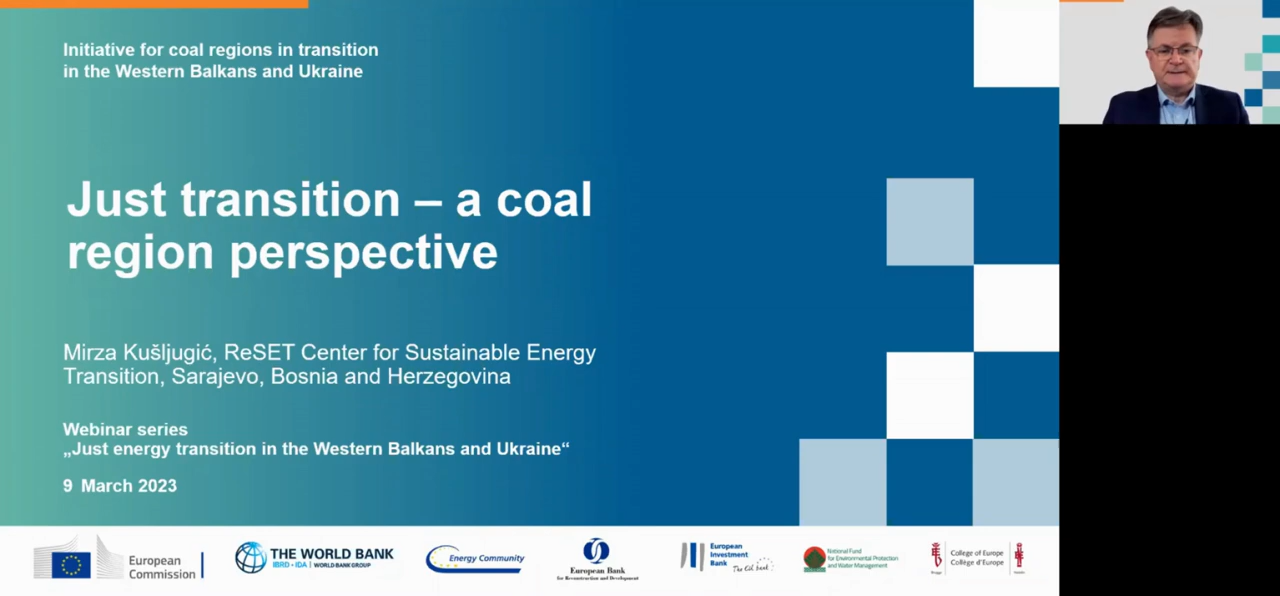 Initiative for coal regions in transition
in the Western Balkans and Ukraine
Just transition – a coal
region perspective
Mirza Kušljugić, ReSET Center for Sustainable Energy
Transition, Sarajevo, Bosnia and Herzegovina
Webinar series
„Just energy transition in the Western Balkans and Ukraine“
9 March 2023
European
Commission
THE WORLD BANK
IBRD • IDA | WORLD BANK GROUP
Energy Community
European Bank
for Reconstruction and Development
European
Investment
Bank
The EU bank
National Fund
for Environmental Protection
and Water Management
College of Europe
Collège d'Europe